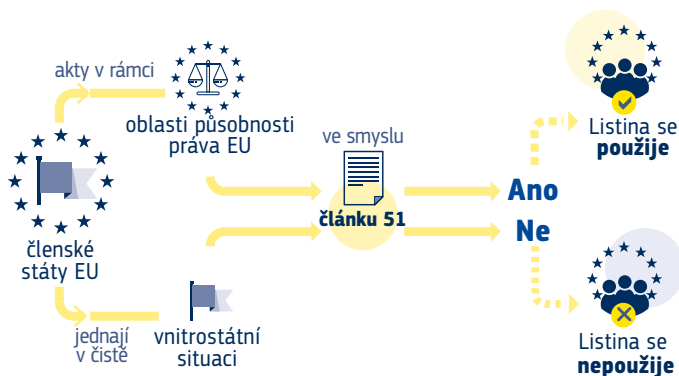 akty v rámci
oblasti působnosti
práva EU
členské
státy EU
jednají
v čistě
vnitrostátní
situaci
ve smyslu
článku 51
Ano
Ne
Listina se
použije
Listina se
nepoužije